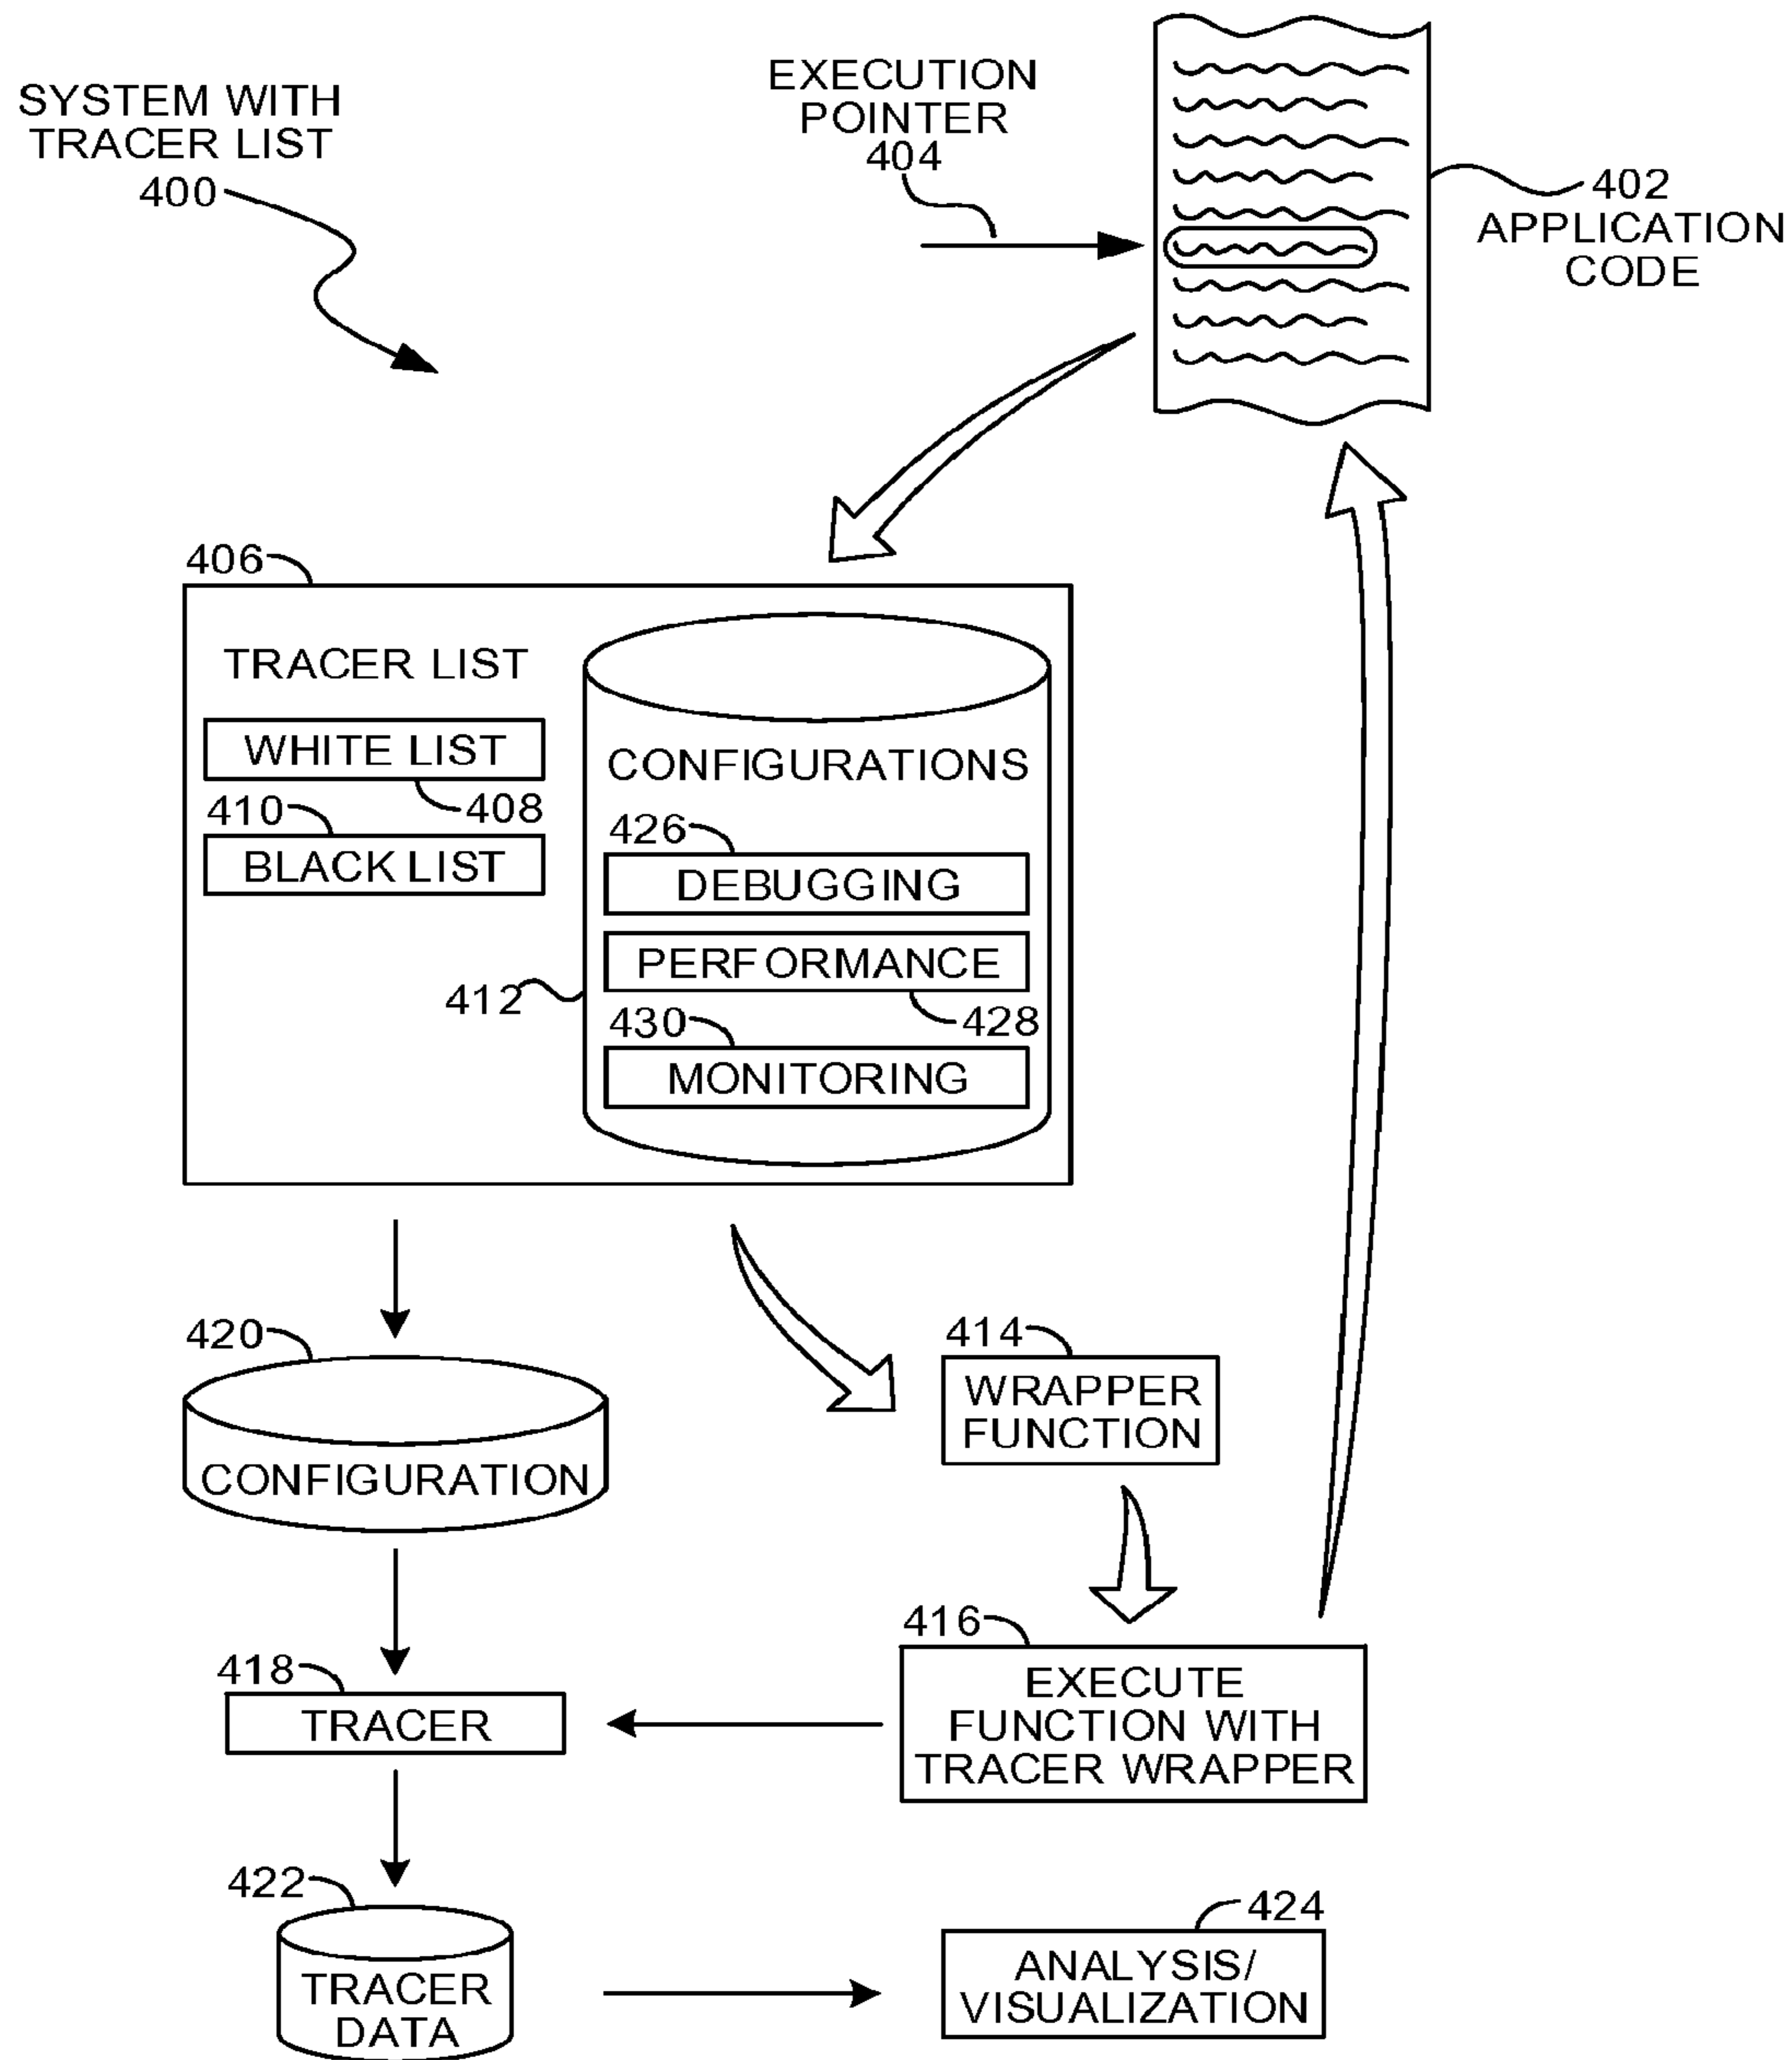 SYSTEM WITH
TRACER LIST
400
EXECUTION
POINTER
404
402
APPLICATION
CODE
406
TRACER LIST
WHITE LIST
408
410
BLACK LIST
CONFIGURATIONS
426
DEBUGGING
PERFORMANCE
412
428
430
MONITORING
420
CONFIGURATION
414
WRAPPER
FUNCTION
416
EXECUTE
FUNCTION WITH
TRACER WRAPPER
418
TRACER
422
TRACER
DATA
424
ANALYSIS/
VISUALIZATION